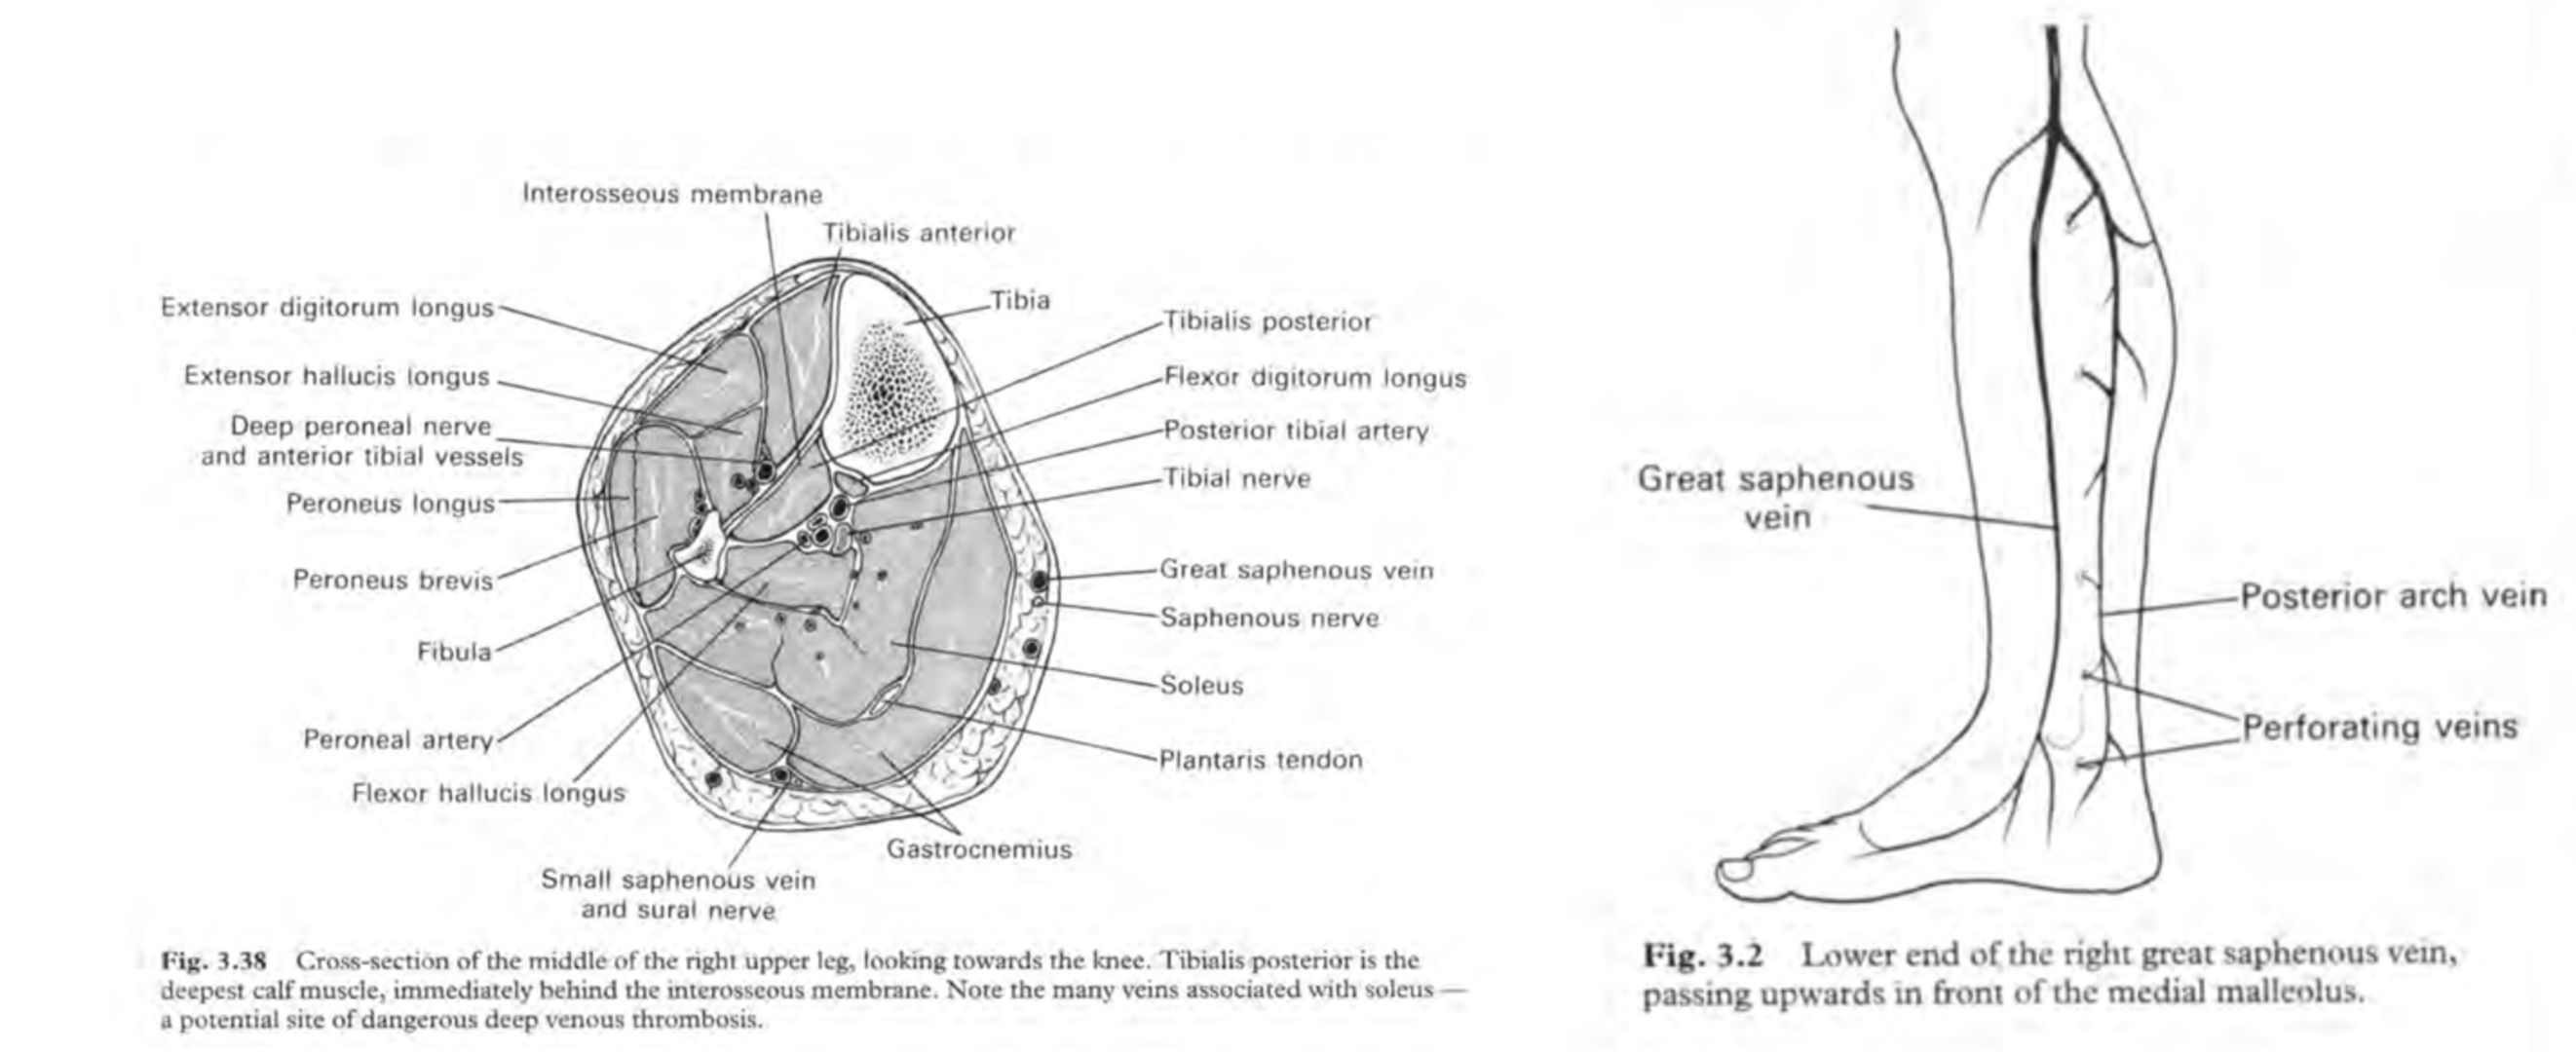 Interosseous membrane
Tibialis anterior
Extensor digitorum longus
Tibia
Tibialis posterior
Extensor hallucis longus
Flexor digitorum longus
Deep peroneal nerve
and anterior tibial vessels
Posterior tibial artery
Tibial nerve
Peroneus longus
Peroneus brevis
Great saphenous vein
Saphenous nerve
Fibula
Soleus
Peroneal artery
Plantaris tendon
Flexor hallucis longus
Gastrocnemius
Small saphenous vein
and sural nerve
Fig. 3.38 Cross-section of the middle of the right upper leg, looking towards the knee. Tibialis posterior is the
deepest calf muscle, immediately behind the interosseous membrane. Note the many veins associated with soleus —
a potential site of dangerous deep venous thrombosis.
Great saphenous
vein
Posterior arch vein
Perforating veins
Fig. 3.2 Lower end of the right great saphenous vein,
passing upwards in front of the medial malleolus.